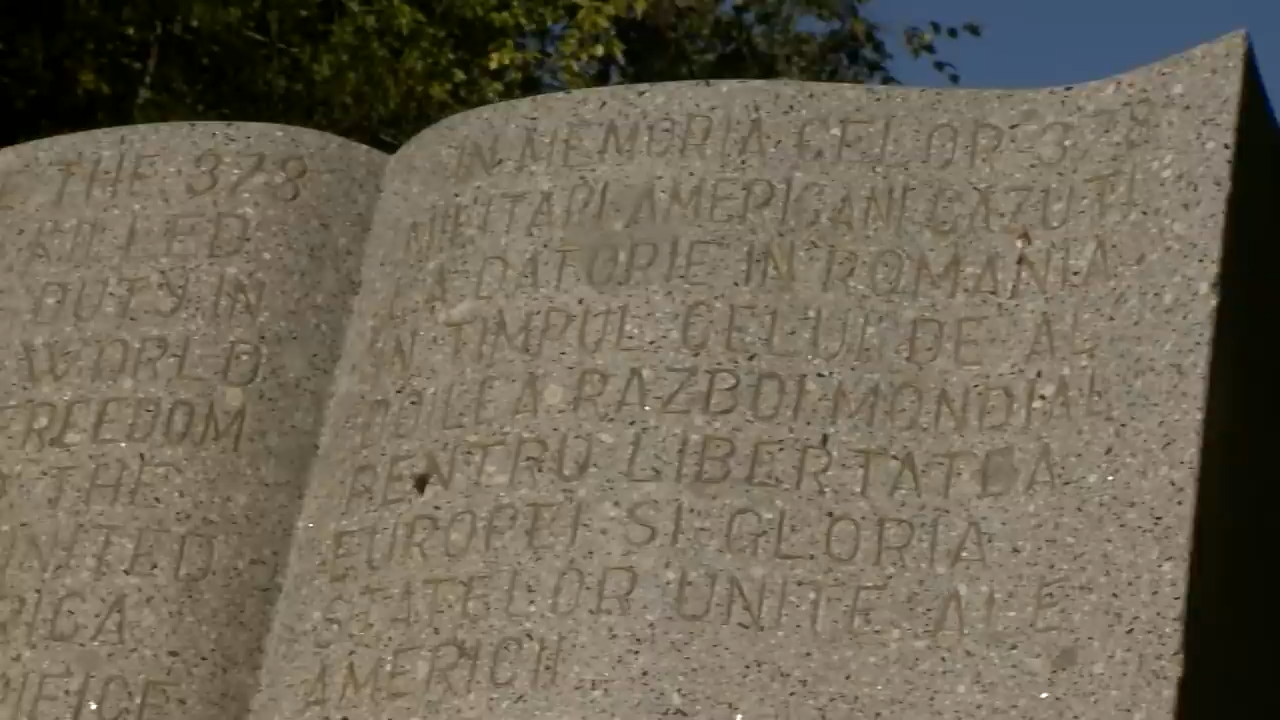 THE 378
KILLED
DUTY IN
WORLD
FREEDOM
THE
UNITED
RICA
IN MEMORIA CELOR 378
MILITARI AMERICANI CAZUTI
LA DATORIE IN ROMANIA
IN TIMPUL CELUI DE AL
DOILEA RAZBOI MONDIAL
PENTRU LIBERTATEA
EUROPEI SI GLORIA
STATELOR UNITE ALE
AMERICII